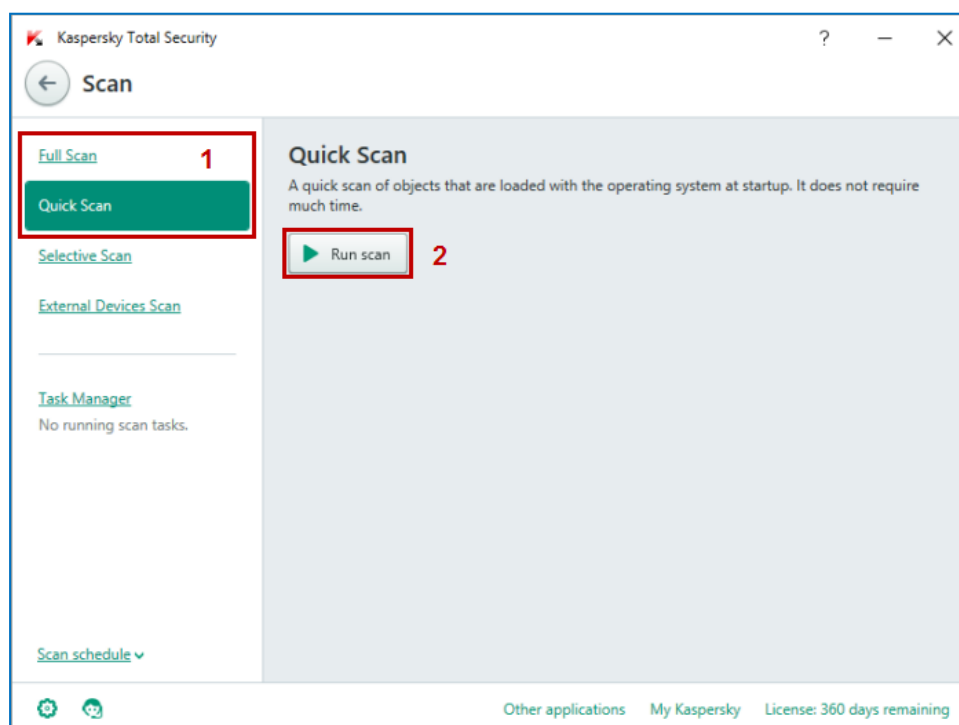 Kaspersky Total Security
?
Scan
Full Scan
1
Quick Scan
Selective Scan
External Devices Scan
Task Manager
No running scan tasks.
Scan schedule
Quick Scan
A quick scan of objects that are loaded with the operating system at startup. It does not require
much time.
Run scan
2
Other applications My Kaspersky License: 360 days remaining